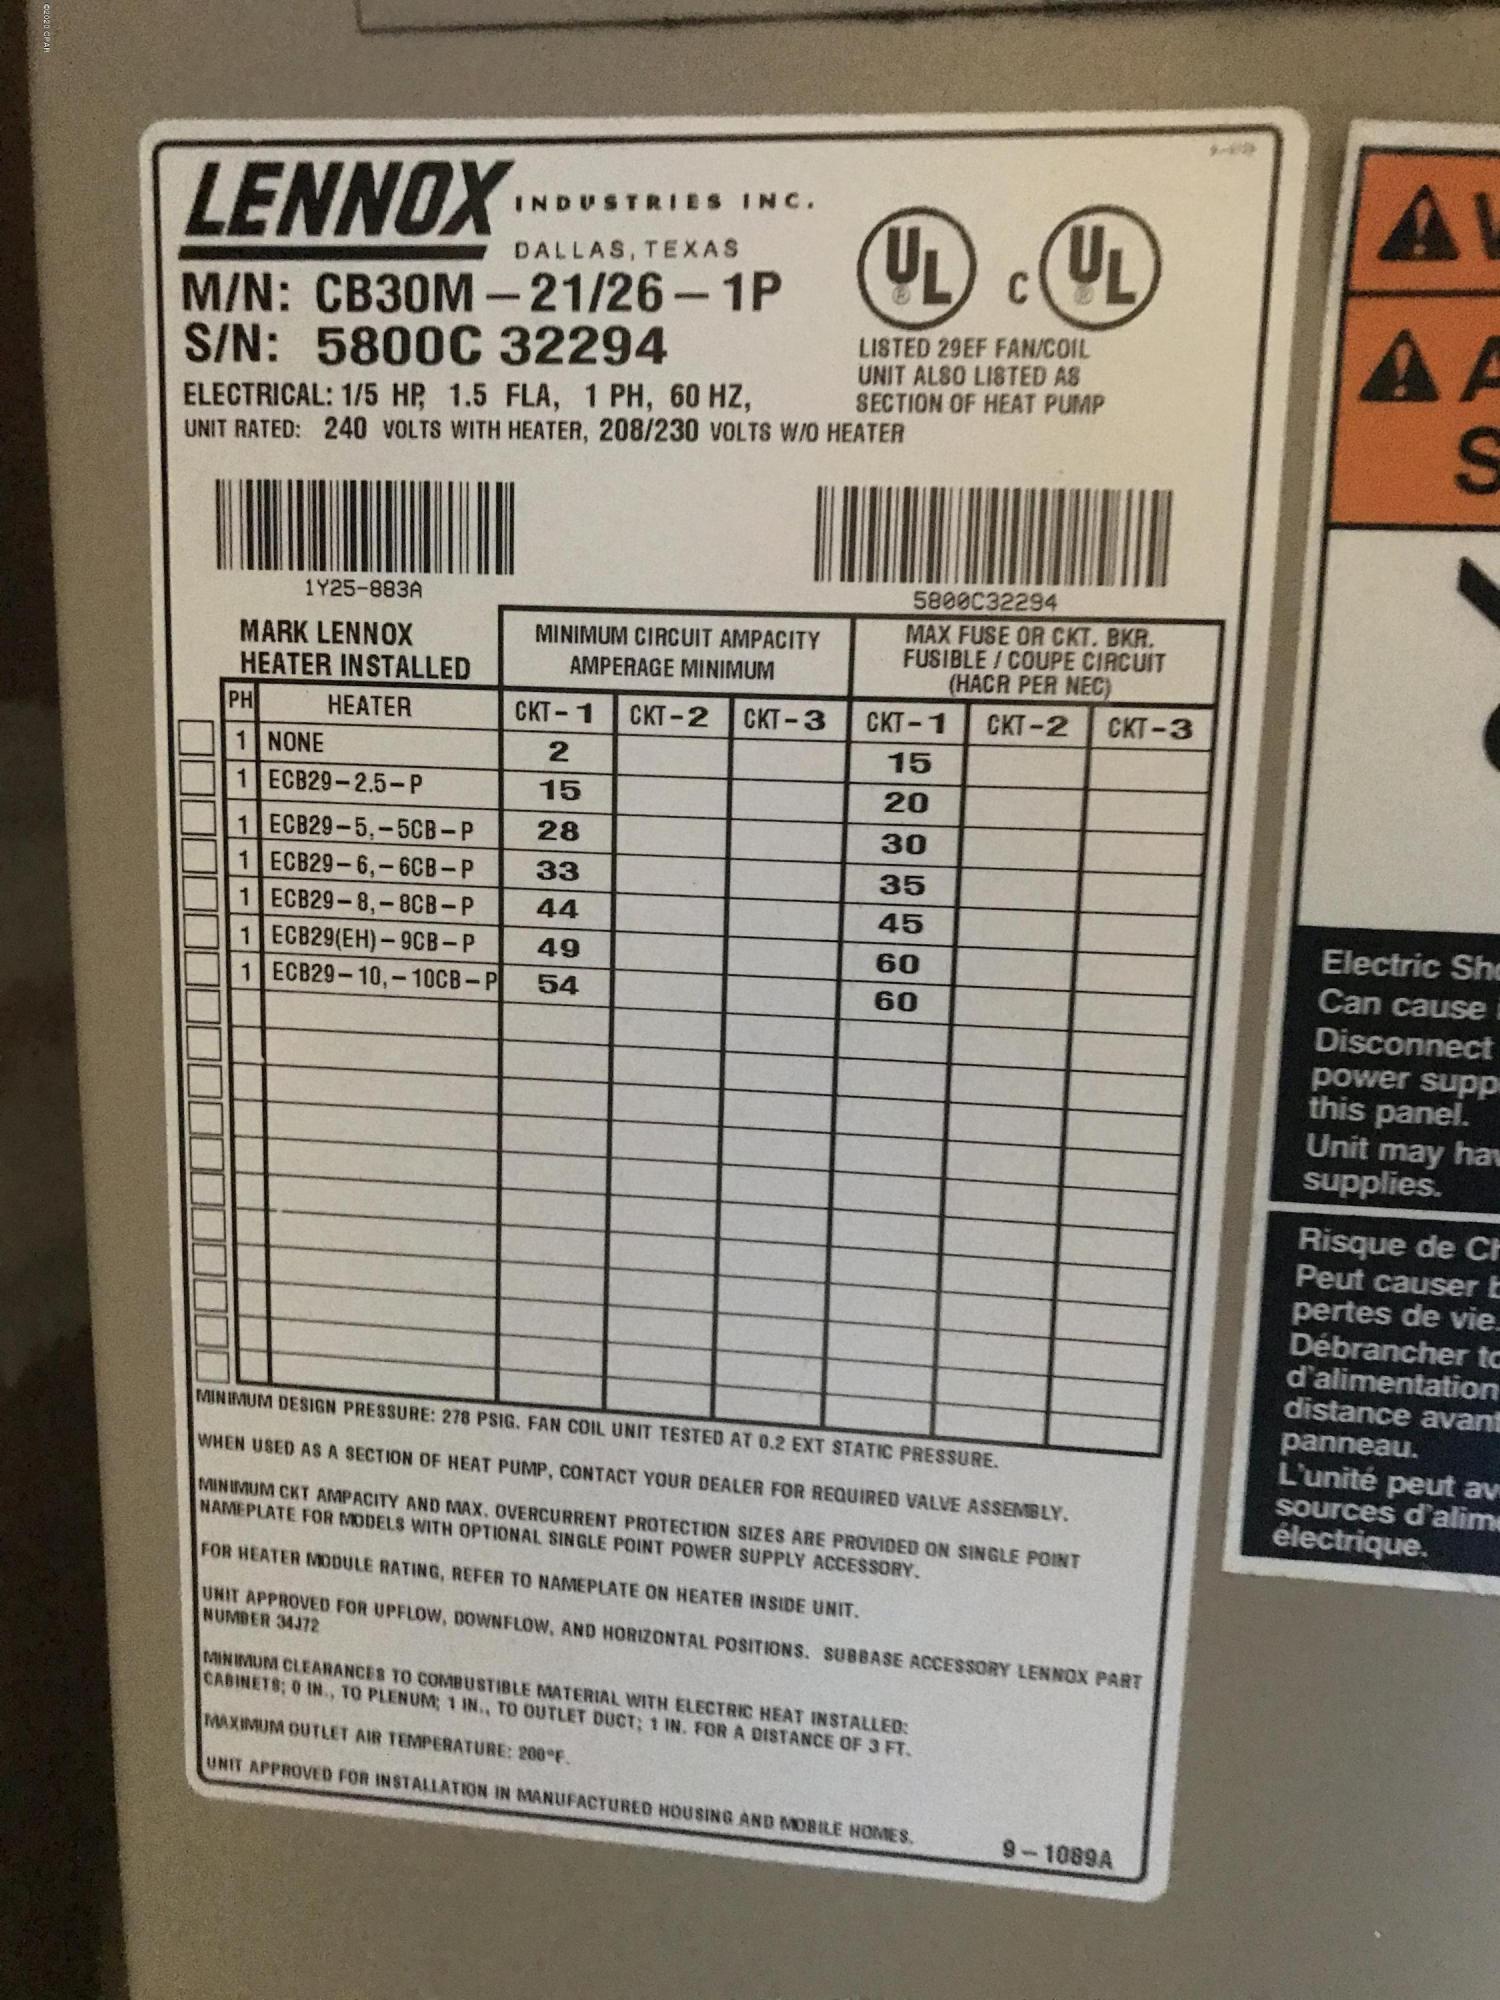 ©2020 CPAR
LENNOX INDUSTRIES INC.
DALLAS, TEXAS
M/N: CB30M - 21/26 - 1P
S/N: 5800C 32294
ELECTRICAL: 1/5 HP, 1.5 FLA, 1 PH, 60 HZ,
UNIT RATED: 240 VOLTS WITH HEATER, 208/230 VOLTS W/O HEATER
UL ® C UL ®
LISTED 29EF FAN/COIL
UNIT ALSO LISTED AS
SECTION OF HEAT PUMP
1Y25-883A
5800C32294
MARK LENNOX
HEATER INSTALLED
MINIMUM CIRCUIT AMPACITY
AMPERAGE MINIMUM
MAX FUSE OR CKT. BKR.
FUSIBLE / COUPE CIRCUIT
(HACR PER NEC)
PH HEATER CKT-1 CKT-2 CKT-3 CKT-1 CKT-2 CKT-3
1 NONE 2 15
1 ECB29-2.5-P 15 20
1 ECB29-5,-5CB-P 28 30
1 ECB29-6,-6CB-P 33 35
1 ECB29-8,-8CB-P 44 45
1 ECB29(EH)-9CB-P 49 60
1 ECB29-10,-10CB-P 54 60
MINIMUM DESIGN PRESSURE: 278 PSIG. FAN COIL UNIT TESTED AT 0.2 EXT STATIC PRESSURE.
WHEN USED AS A SECTION OF HEAT PUMP, CONTACT YOUR DEALER FOR REQUIRED VALVE ASSEMBLY.
MINIMUM CKT AMPACITY AND MAX. OVERCURRENT PROTECTION SIZES ARE PROVIDED ON SINGLE POINT
NAMEPLATE FOR MODELS WITH OPTIONAL SINGLE POINT POWER SUPPLY ACCESSORY.
FOR HEATER MODULE RATING, REFER TO NAMEPLATE ON HEATER INSIDE UNIT.
UNIT APPROVED FOR UPFLOW, DOWNFLOW, AND HORIZONTAL POSITIONS. SUBBASE ACCESSORY LENNOX PART
NUMBER 34J72
MINIMUM CLEARANCES TO COMBUSTIBLE MATERIAL WITH ELECTRIC HEAT INSTALLED:
CABINETS; 0 IN., TO PLENUM; 1 IN., TO OUTLET DUCT; 1 IN. FOR A DISTANCE OF 3 FT.
MAXIMUM OUTLET AIR TEMPERATURE: 200°F.
UNIT APPROVED FOR INSTALLATION IN MANUFACTURED HOUSING AND MOBILE HOMES.
9-1089A
Electric Sh
Can cause
Disconnect
power supp
this panel.
Unit may hav
supplies.
Risque de Ch
Peut causer b
pertes de vie.
Débrancher to
d'alimentation
distance avant
panneau.
L'unité peut av
sources d'alim
électrique.